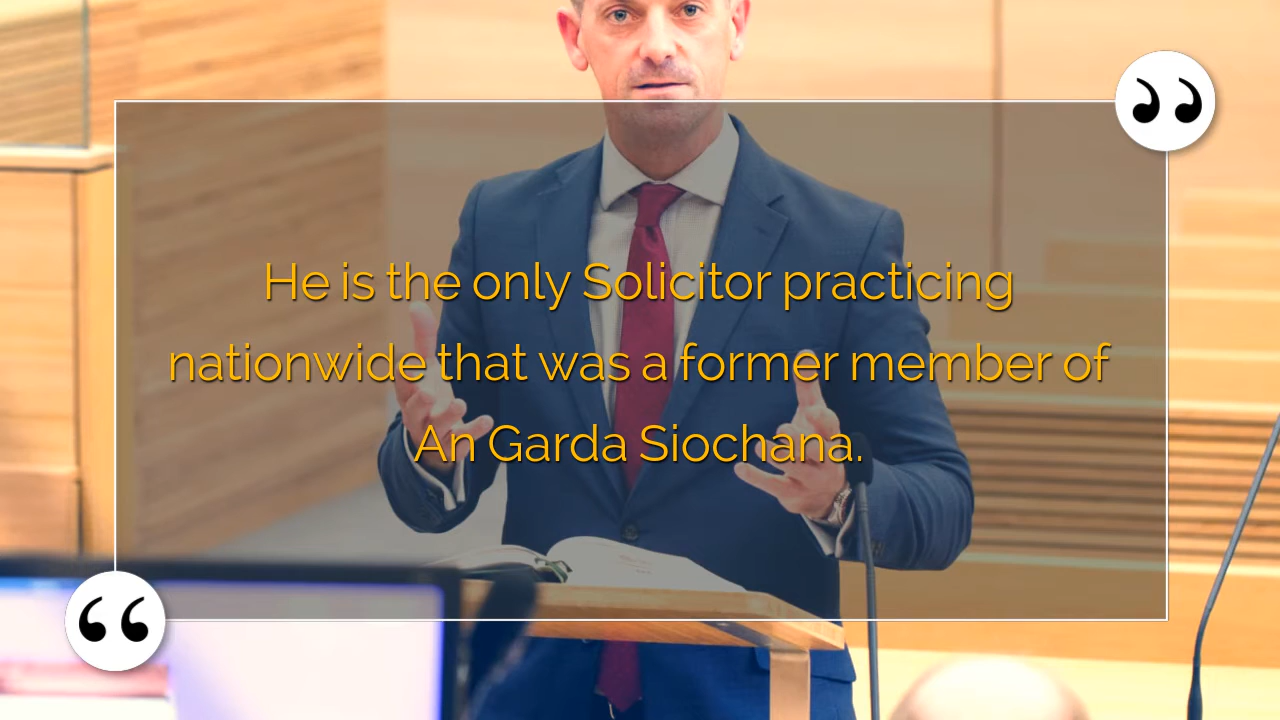 He is the only Solicitor practicing
nationwide that was a former member of
An Garda Siochana.